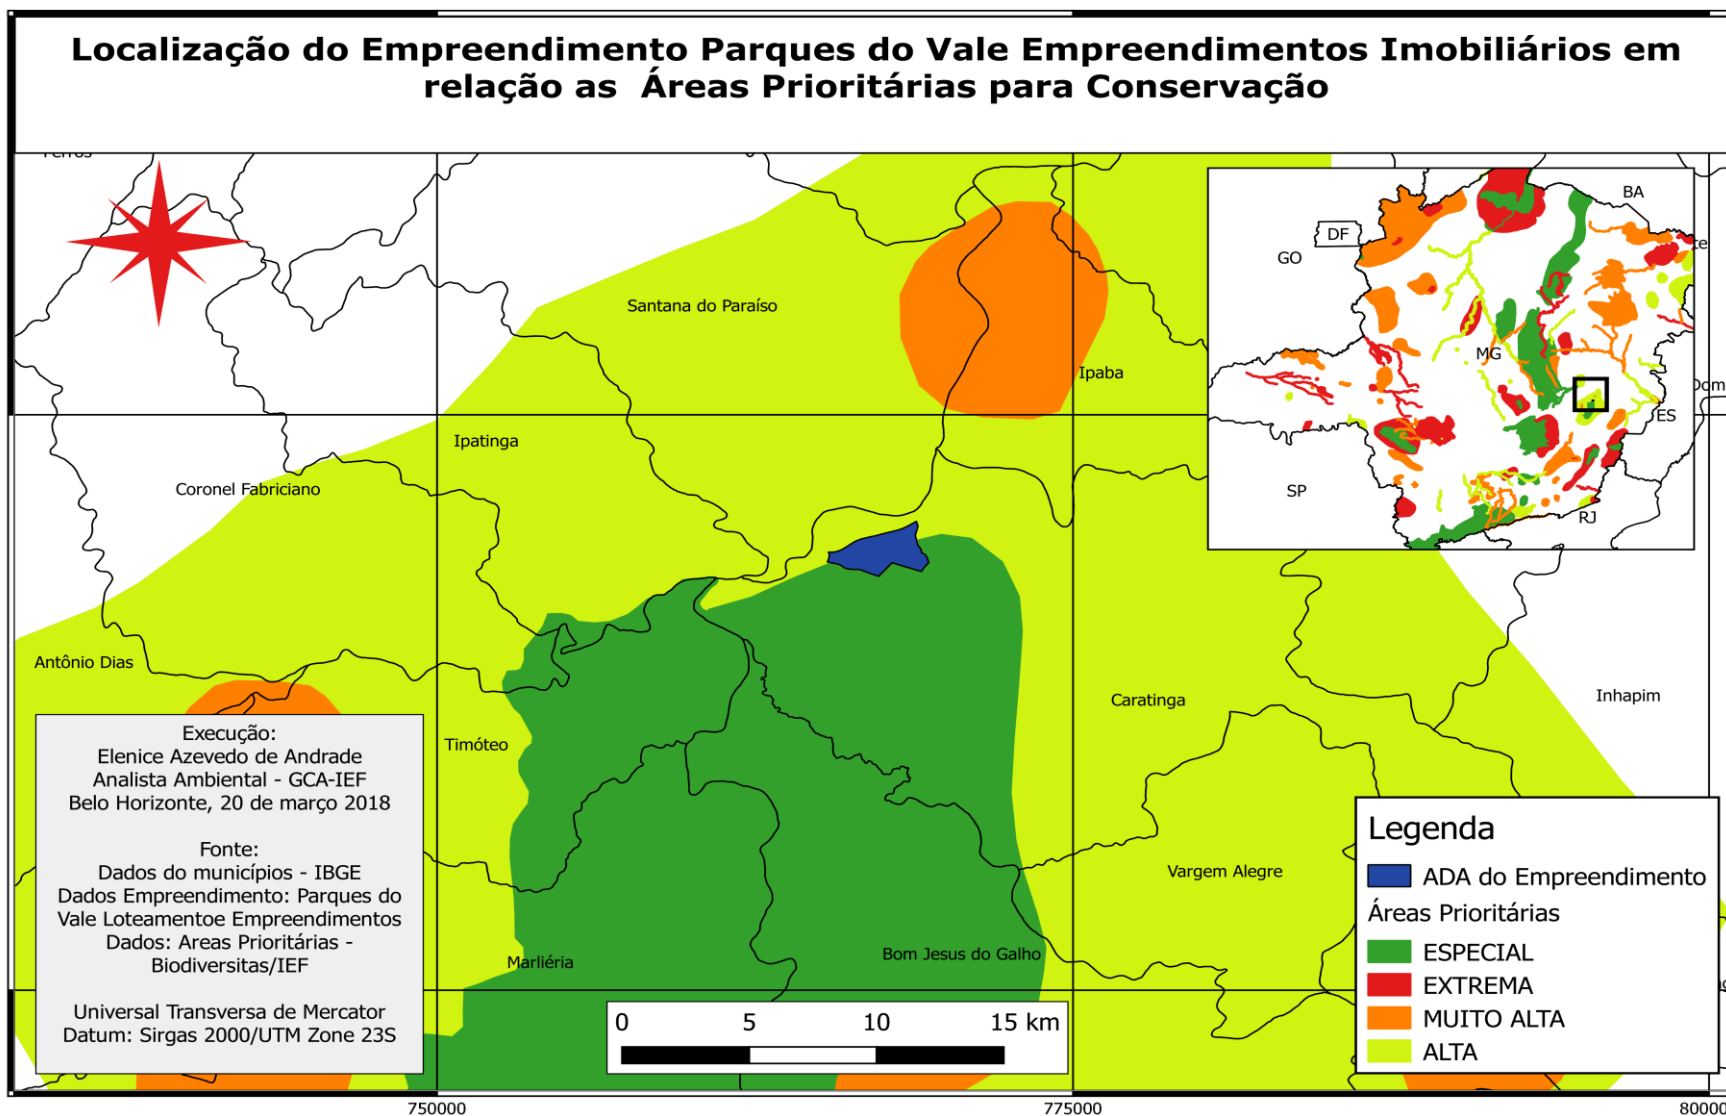 Localização do Empreendimento Parques do Vale Empreendimentos Imobiliários em
relação as Áreas Prioritárias para Conservação
BA
DF
GO
MG
ES
SP
RJ
Santana do Paraíso
Ipaba
Ipatinga
Coronel Fabriciano
Antônio Dias
Caratinga
Inhapim
Timóteo
Vargem Alegre
Bom Jesus do Galho
Marliéria
Execução:
Elenice Azevedo de Andrade
Analista Ambiental - GCA-IEF
Belo Horizonte, 20 de março 2018
Fonte:
Dados do municípios - IBGE
Dados Empreendimento: Parques do
Vale Loteamentoe Empreendimentos
Dados: Areas Prioritárias -
Biodiversitas/IEF
Universal Transversa de Mercator
Datum: Sirgas 2000/UTM Zone 23S
0 5 10 15 km
Legenda
ADA do Empreendimento
Áreas Prioritárias
ESPECIAL
EXTREMA
MUITO ALTA
ALTA
750000 775000